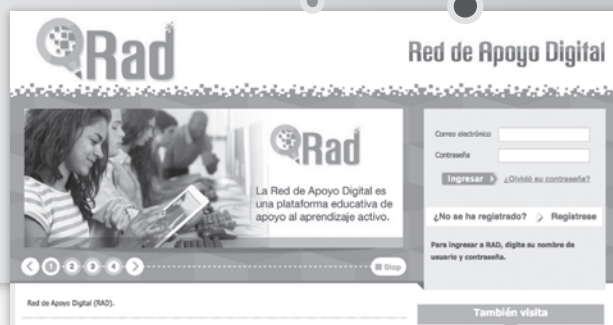 Rad
Red de Apoyo Digital
Rad
La Red de Apoyo Digital es
una plataforma educativa de
apoyo al aprendizaje activo.
1 2 3 4
Stop
Correo electrónico
Contraseña
Ingresar
¿Olvidó su contraseña?
¿No se ha registrado? Regístrese
Para ingresar a RAD, digite su nombre de
usuario y contraseña.
Red de Apoyo Digital (RAD).
También visita